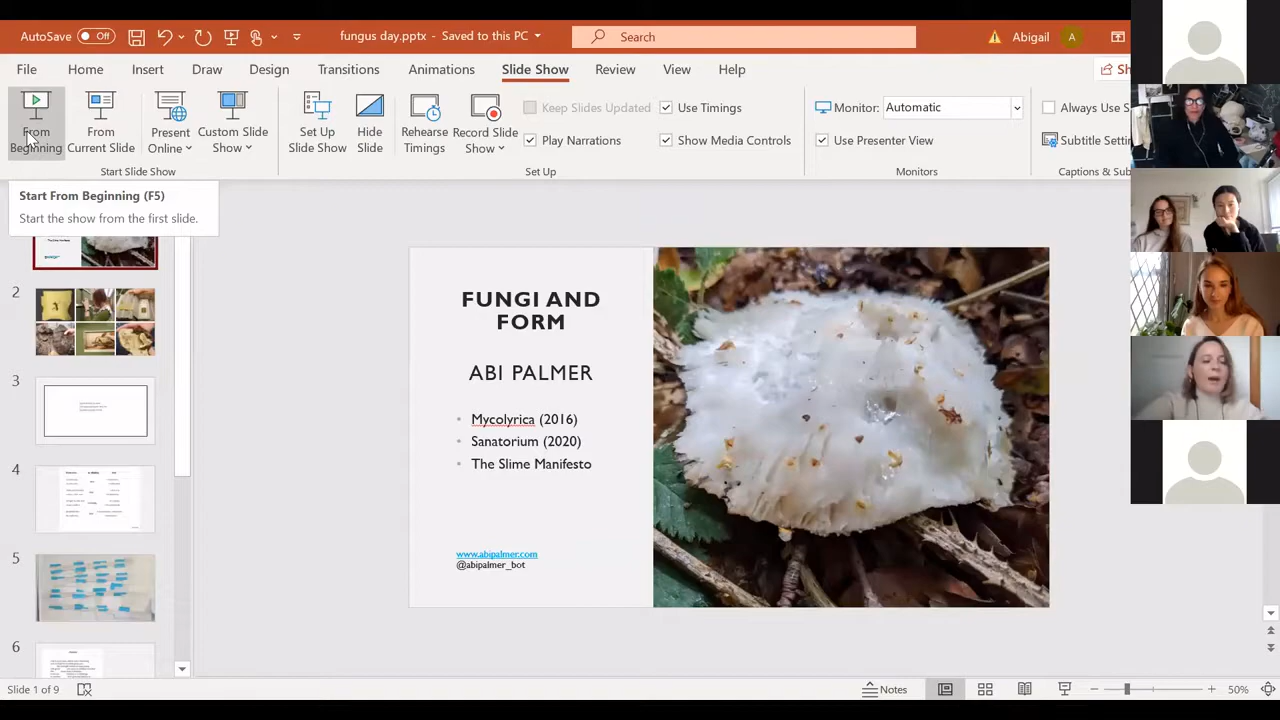 AutoSave Off fungus day.pptx - Saved to this PC Search Abigail A
File Home Insert Draw Design Transitions Animations Slide Show Review View Help
From Beginning
From Current Slide
Present Online
Custom Slide Show
Set Up Slide Show
Hide Slide
Rehearse Timings
Record Slide Show
Keep Slides Updated
Use Timings
Play Narrations
Show Media Controls
Monitor: Automatic
Use Presenter View
Always Use S
Subtitle Settin
Start Slide Show
Set Up
Monitors
Captions & Sub
Start From Beginning (F5)
Start the show from the first slide.
2
3
4
5
6
FUNGI AND
FORM
ABI PALMER
• Mycolyrica (2016)
• Sanatorium (2020)
• The Slime Manifesto
www.abipalmer.com
@abipalmer_bot
Slide 1 of 9
Notes
50%